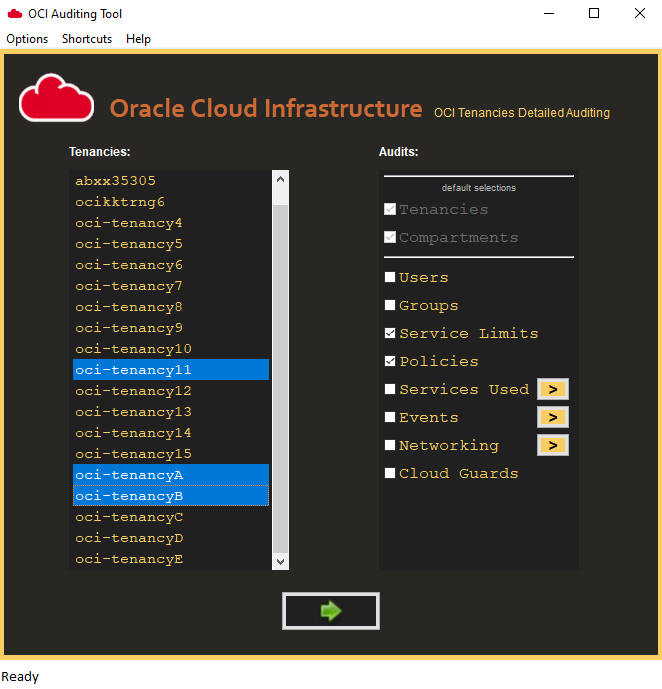 OCI Auditing Tool
Options Shortcuts Help
Oracle Cloud Infrastructure OCI Tenancies Detailed Auditing
Tenancies:
abxx35305
ocikktrng6
oci-tenancy4
oci-tenancy5
oci-tenancy6
oci-tenancy7
oci-tenancy8
oci-tenancy9
oci-tenancy10
oci-tenancy11
oci-tenancy12
oci-tenancy13
oci-tenancy14
oci-tenancy15
oci-tenancyA
oci-tenancyB
oci-tenancyC
oci-tenancyD
oci-tenancyE
Audits:
default selections
Tenancies
Compartments
Users
Groups
Service Limits
Policies
Services Used >
Events >
Networking >
Cloud Guards
Ready